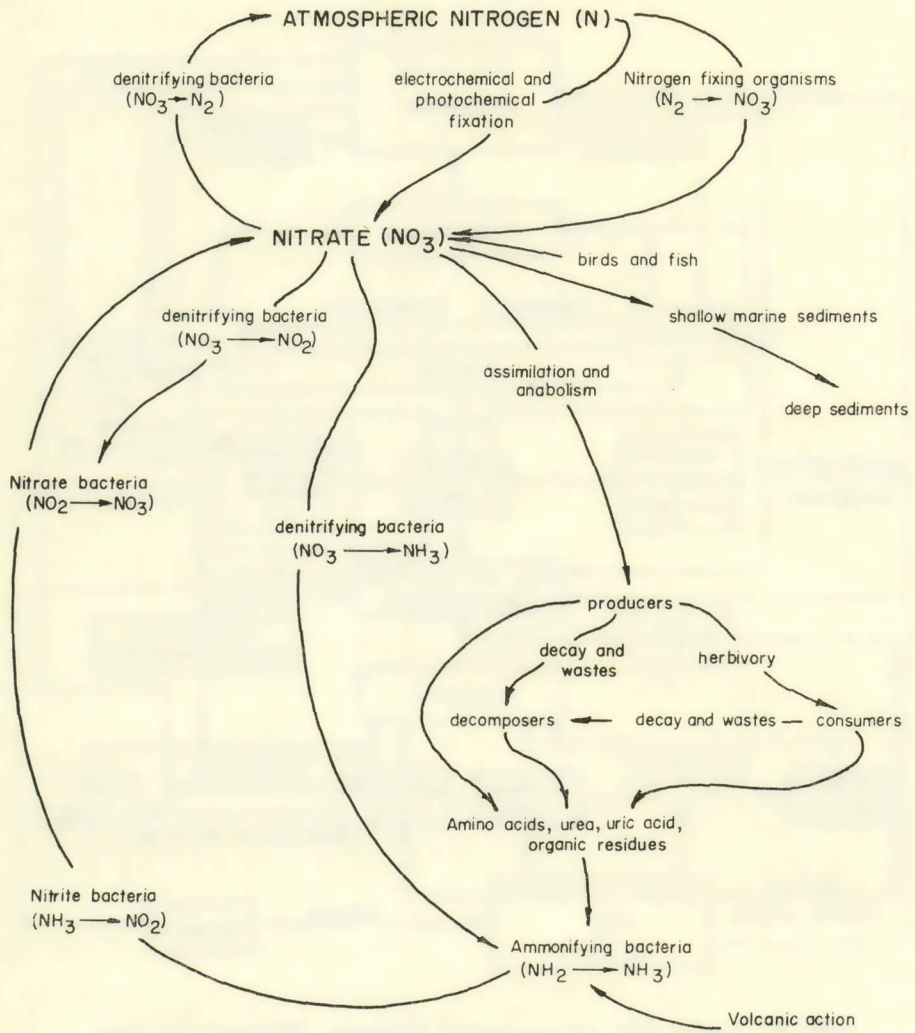 ATMOSPHERIC NITROGEN (N)
denitrifying bacteria
(NO3 → N2)
electrochemical and
photochemical
fixation
Nitrogen fixing organisms
(N2 → NO3)
NITRATE (NO3)
birds and fish
denitrifying bacteria
(NO3 → NO2)
shallow marine sediments
assimilation and
anabolism
deep sediments
Nitrate bacteria
(NO2 → NO3)
denitrifying bacteria
(NO3 → NH3)
producers
decay and
wastes
herbivory
decomposers
decay and wastes
consumers
Amino acids, urea, uric acid,
organic residues
Nitrite bacteria
(NH3 → NO2)
Ammonifying bacteria
(NH2 → NH3)
Volcanic action